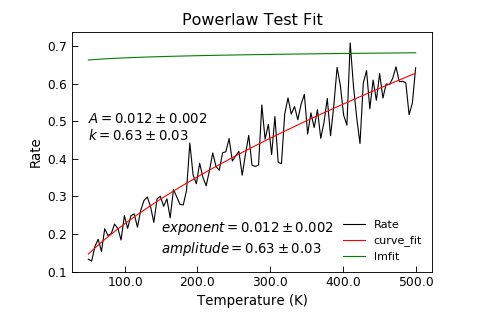 Powerlaw Test Fit
0.7
0.6
0.5
0.4
0.3
0.2
0.1
Rate
A = 0.012 ± 0.002
k = 0.63 ± 0.03
exponent = 0.012 ± 0.002
amplitude = 0.63 ± 0.03
Rate
curve_fit
lmfit
100.0 200.0 300.0 400.0 500.0
Temperature (K)